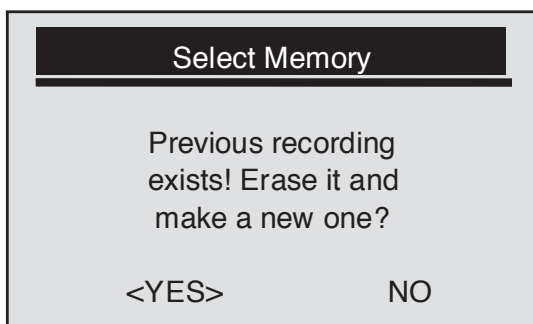 Select Memory
Previous recording
exists! Erase it and
make a new one?
<YES> NO